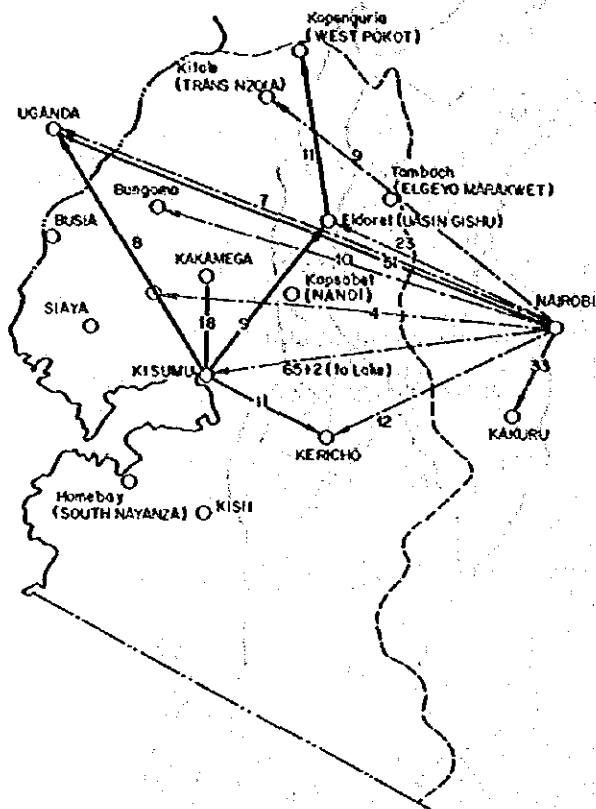 Kapenguria
(WEST POKOT)
Kitale
(TRANS NZOIA)
UGANDA
11
9
Tambach
(ELGEYO MARAKWET)
Bungoma
7
Eldoret (UASIN GISHU)
BUSIA
8
23
10
51
KAKAMEGA
Kapsabet
(NANDI)
NAIROBI
SIAYA
18
9
4
KISUMU
65+2 (to Lake)
33
11
12
KAKURU
KERICHO
Homebay
(SOUTH NAYANZA)
KISII